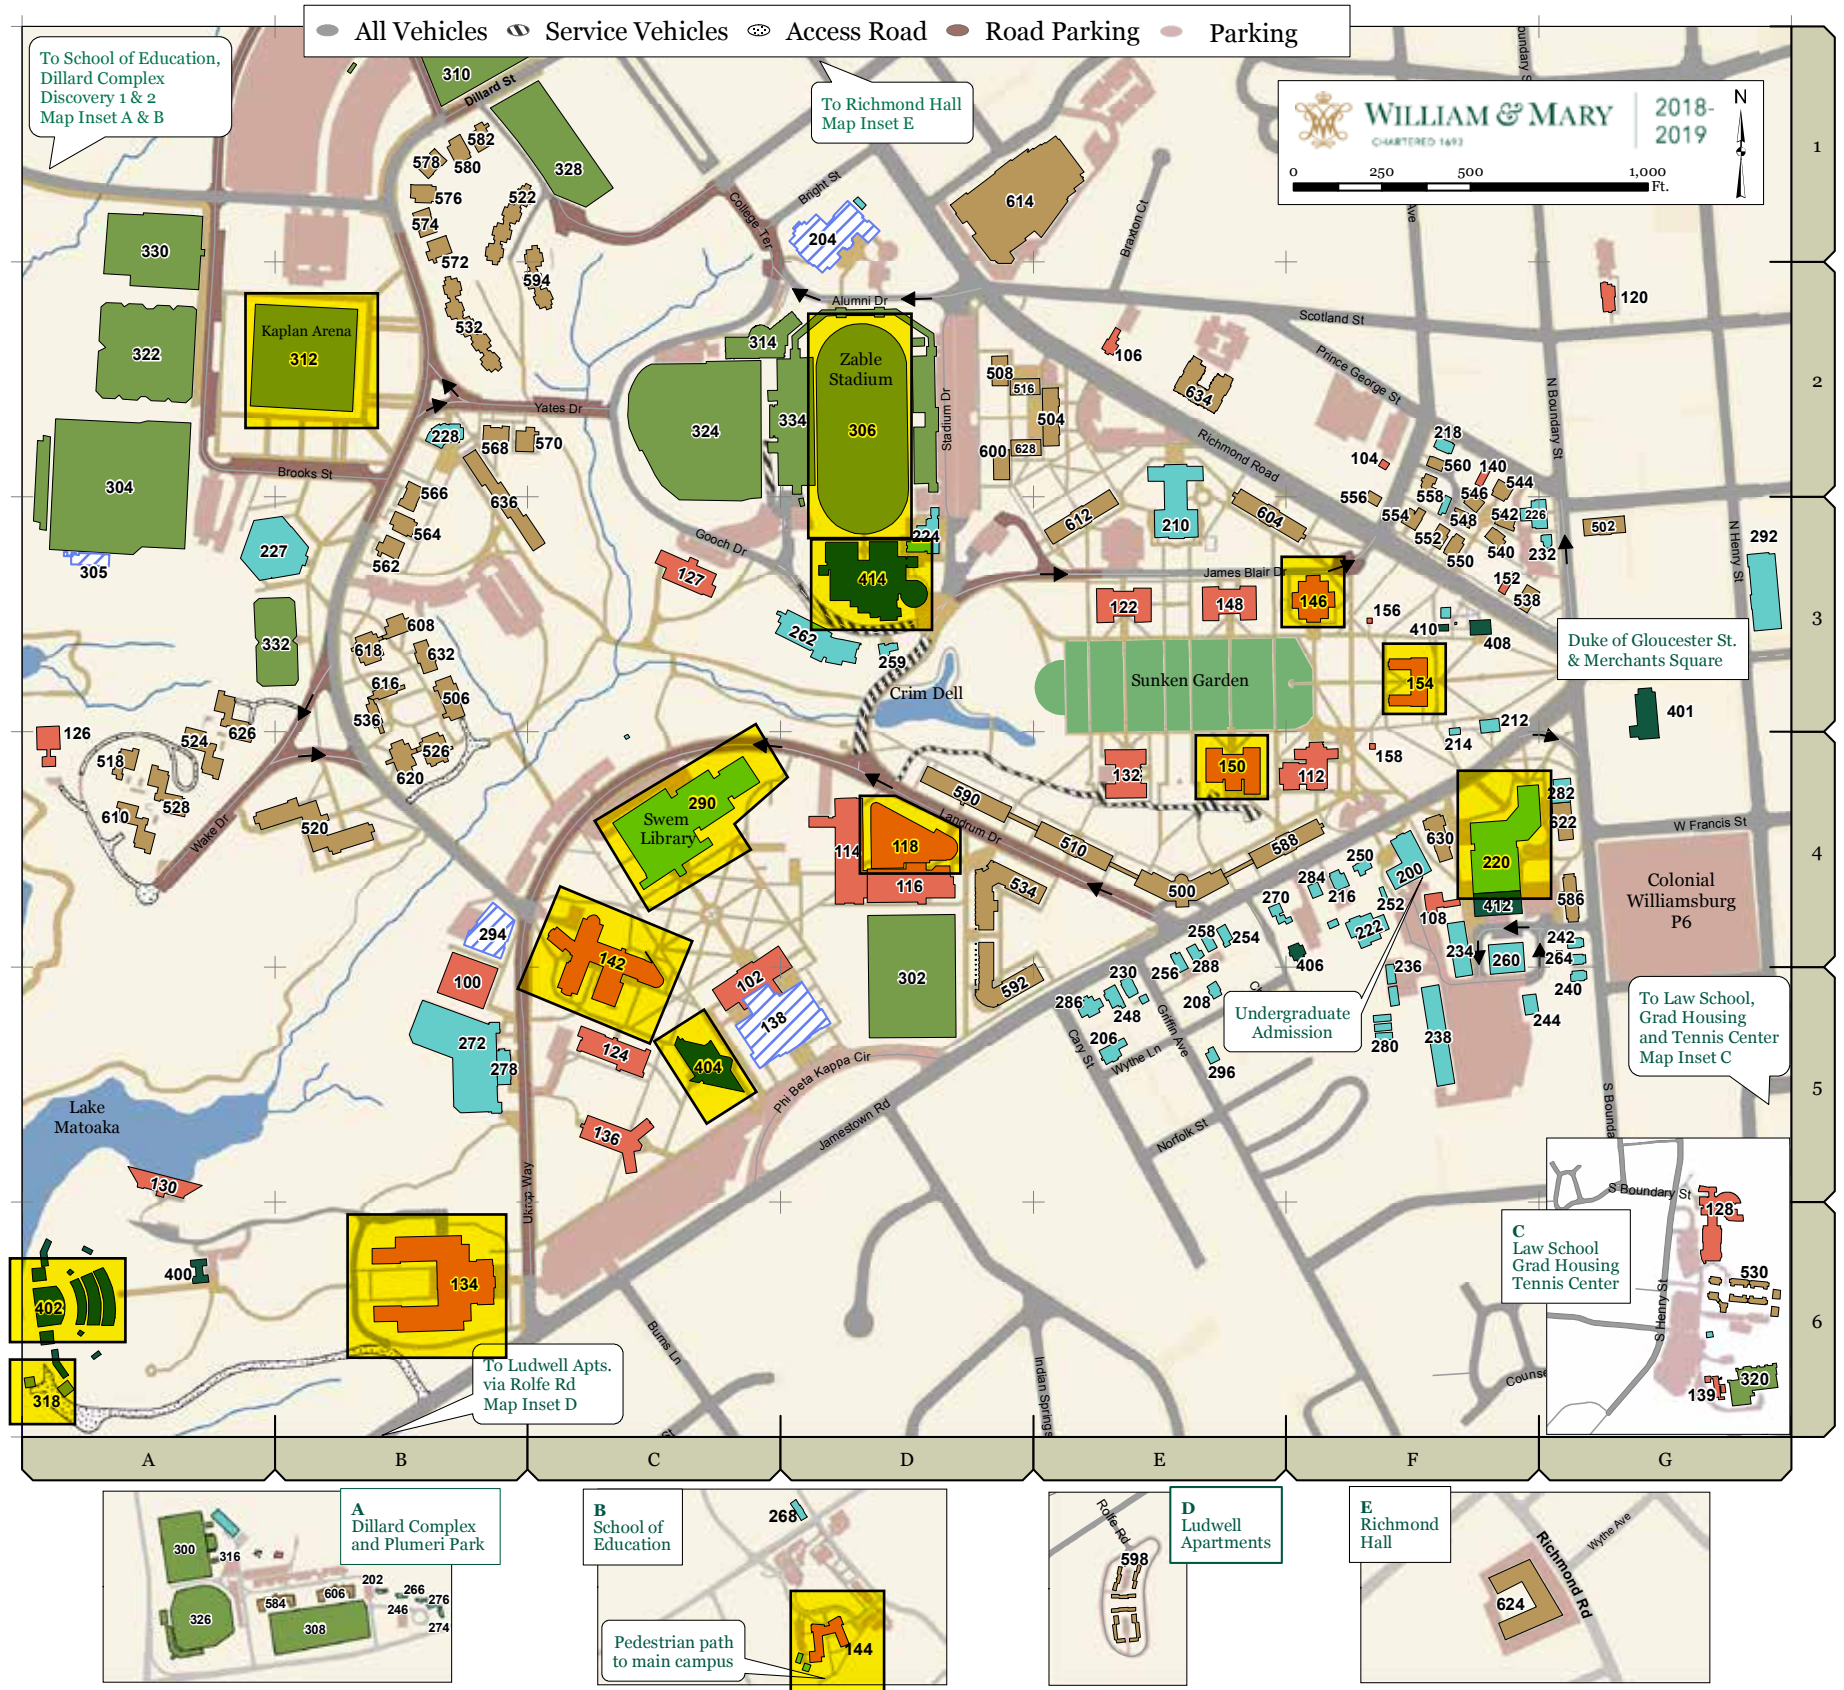 All Vehicles Service Vehicles Access Road Road Parking Parking
To School of Education,
Dillard Complex
Discovery 1 & 2
Map Inset A & B
To Richmond Hall
Map Inset E
WILLIAM & MARY
CHARTERED 1693
2018-
2019
N
0 250 500 1,000
Ft.
1
310
Dillard St
582
578
580
328
576
522
574
572
594
330
College Ter
Bright St
204
614
Braxton Ct
Ave
120
2
322
Kaplan Arena
312
532
Alumni Dr
314
Zable
Stadium
306
334
324
Stadium Dr
508
516
504
600
628
106
634
Scotland St
Prince George St
Richmond Road
N Boundary St
Yates Dr
228
568
570
Brooks St
304
636
566
564
562
227
305
210
612
604
218
104
560
140
544
556
558
546
554
548
542
226
552
550
540
232
502
N Henry St
292
3
Gooch Dr
127
224
414
262
259
James Blair Dr
122
148
146
156
152
538
410
408
154
Duke of Gloucester St.
& Merchants Square
332
608
618
632
616
506
536
526
620
Crim Dell
Sunken Garden
401
212
214
158
126
626
524
518
528
610
520
Wake Dr
4
290
Swem
Library
132
150
112
590
Landrum Dr
510
588
500
114
118
116
534
592
302
282
622
630
220
W Francis St
250
200
284
216
270
252
108
412
586
222
258
254
234
260
242
264
240
Colonial
Williamsburg
P6
294
142
100
102
138
272
278
124
404
136
256
288
406
236
230
286
248
208
206
296
280
238
244
Undergraduate
Admission
Cary St
Griffin Ave
Wythe Ln
Norfolk St
Phi Beta Kappa Cir
Jamestown Rd
To Law School,
Grad Housing
and Tennis Center
Map Inset C
5
Lake
Matoaka
130
Ukrop Way
S Bounda
S Boundary St
128
C
Law School
Grad Housing
Tennis Center
530
S Henry St
139
320
6
400
402
134
318
To Ludwell Apts.
via Rolfe Rd
Map Inset D
Burns Ln
Indian Springs
Counse
A B C D E F G
A
Dillard Complex
and Plumeri Park
300
316
202
606
584
266
276
246
274
326
308
B
School of
Education
268
144
Pedestrian path
to main campus
D
Ludwell
Apartments
Rolfe Rd
598
E
Richmond
Hall
Richmond Rd
Wythe Ave
624